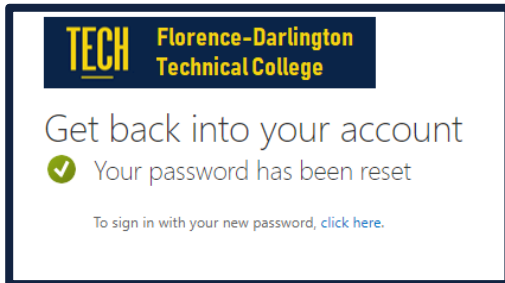 TECH Florence-Darlington
Technical College
Get back into your account
Your password has been reset
To sign in with your new password, click here.